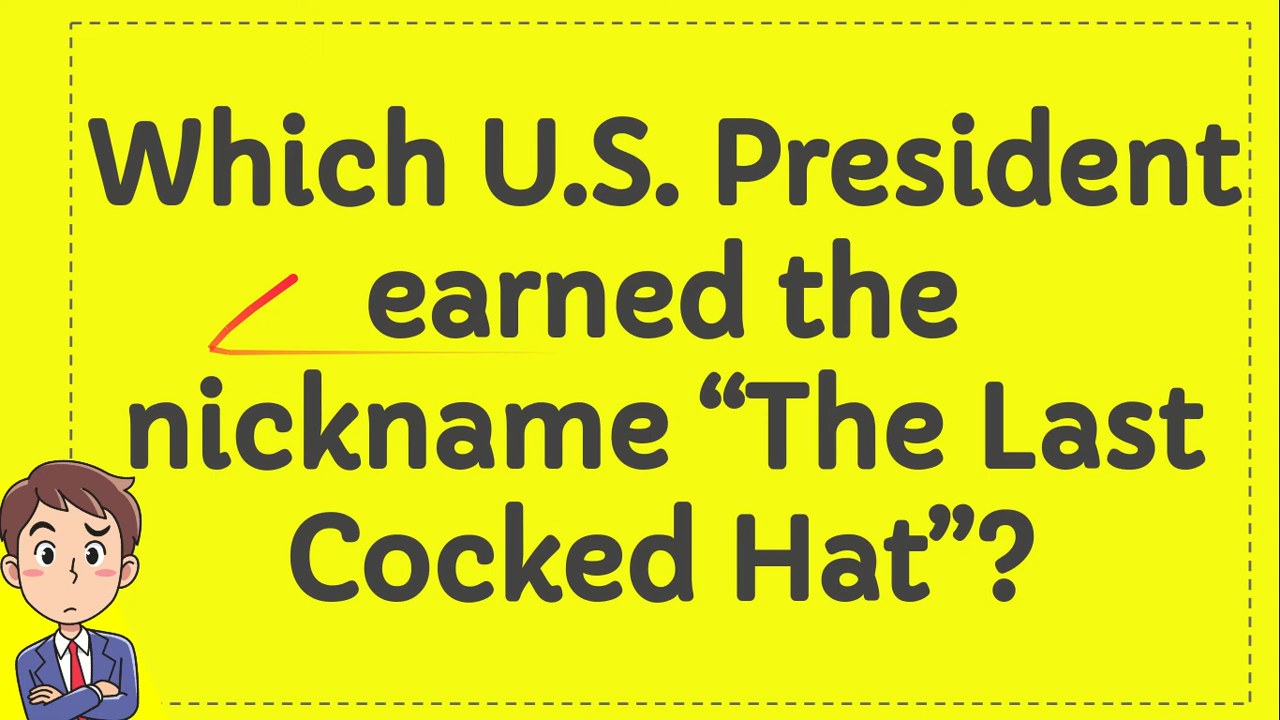 Which U.S. President
earned the
nickname “The Last
Cocked Hat”?